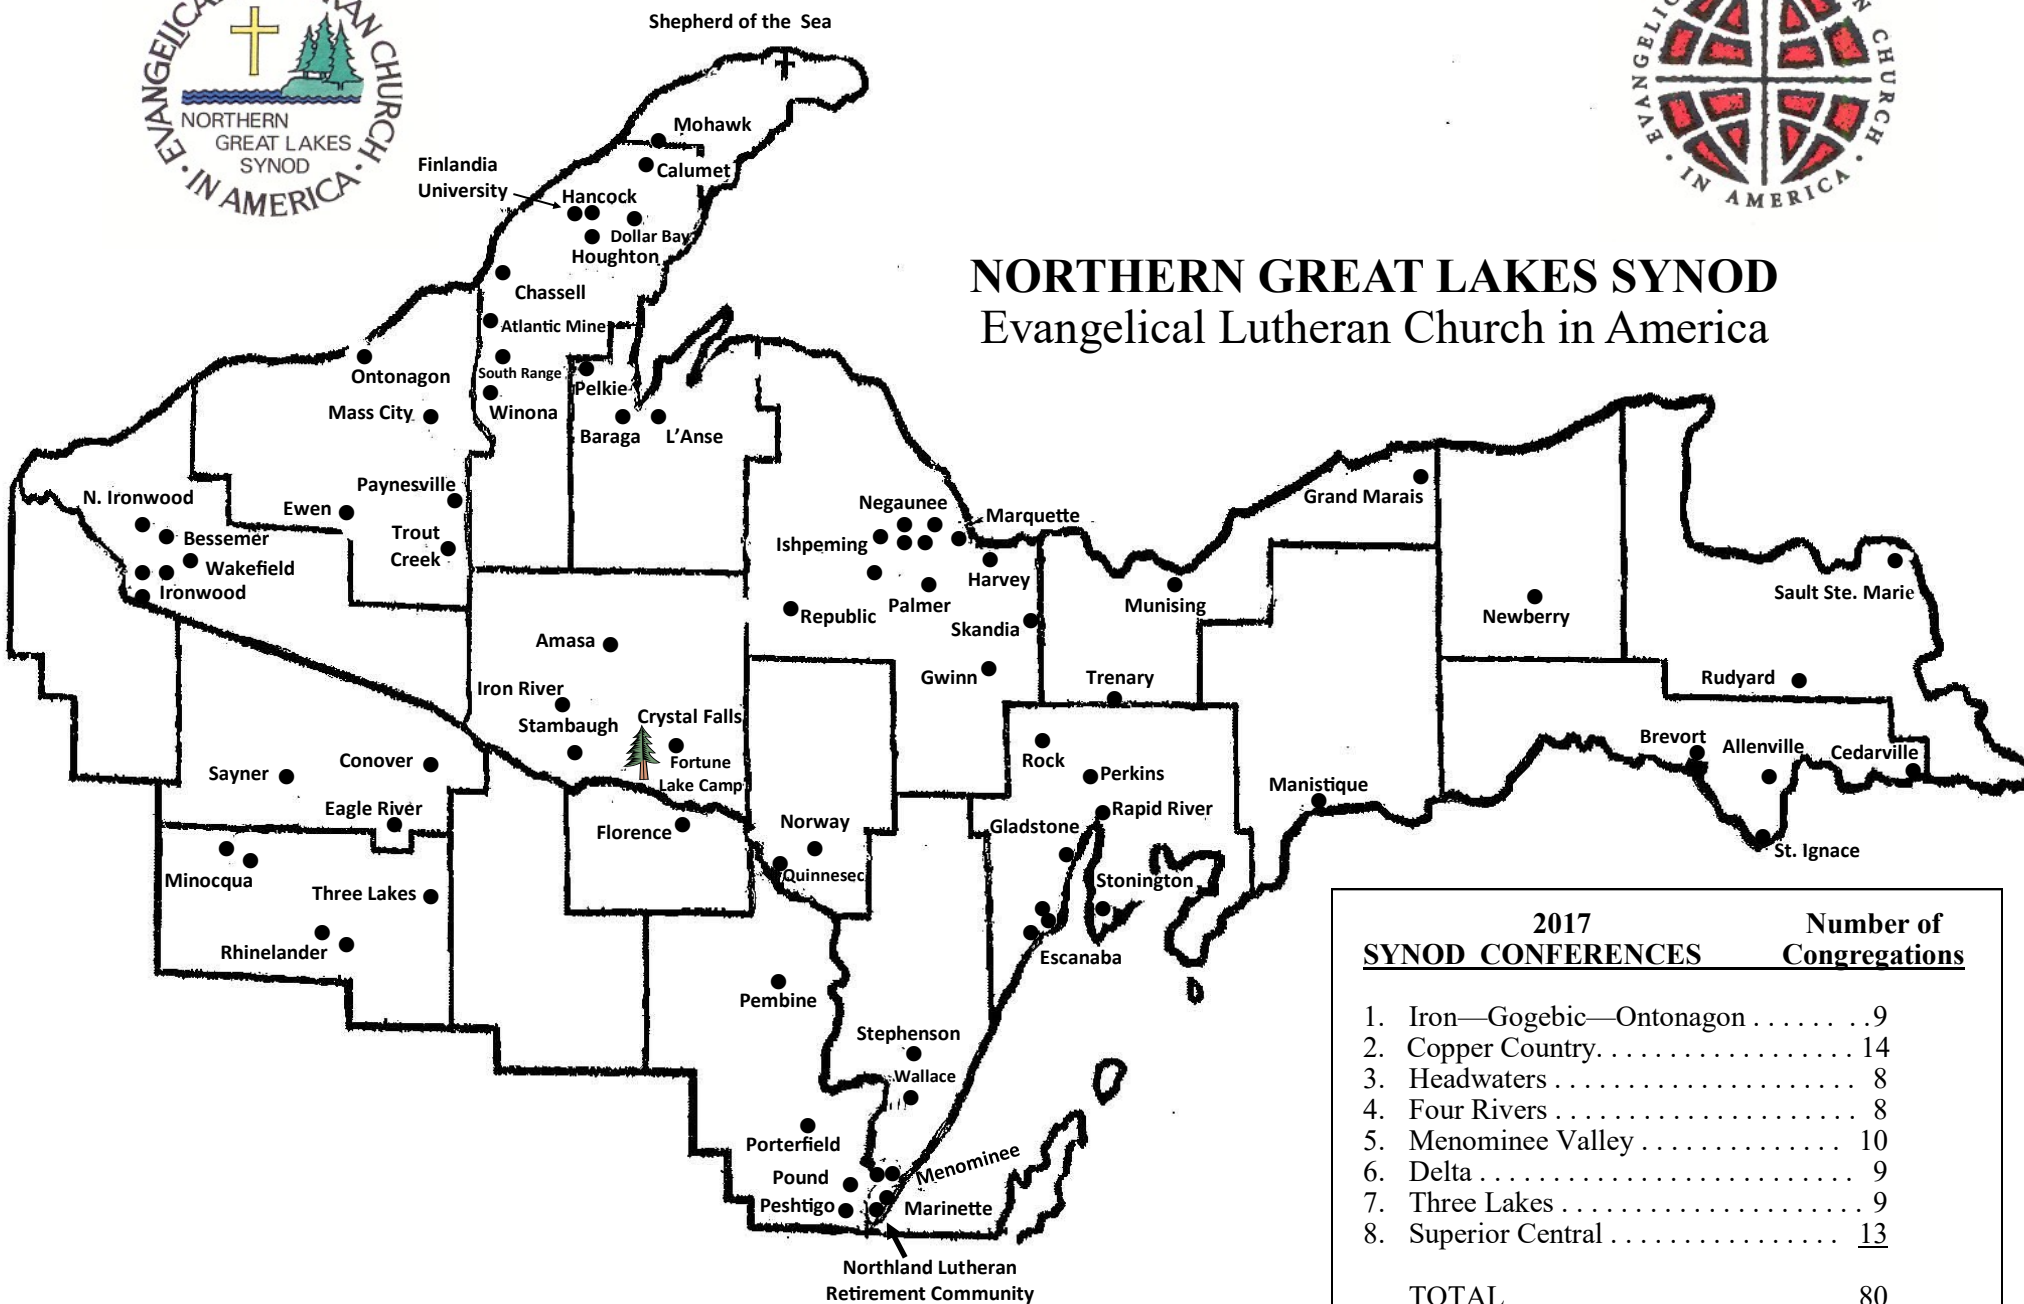 EVANGELICAL LUTHERAN CHURCH
· IN AMERICA ·
NORTHERN
GREAT LAKES
SYNOD
CHURCH
· IN AMERICA ·
NORTHERN GREAT LAKES SYNOD
Evangelical Lutheran Church in America
Shepherd of the Sea
Mohawk
Calumet
Finlandia
University
Hancock
Dollar Bay
Houghton
Chassell
Atlantic Mine
South Range
Ontonagon
Pelkie
Mass City
Winona
Baraga
L’Anse
N. Ironwood
Paynesville
Ewen
Bessemer
Trout
Creek
Wakefield
Ironwood
Negaunee
Marquette
Ishpeming
Harvey
Palmer
Republic
Skandia
Gwinn
Grand Marais
Munising
Trenary
Newberry
Sault Ste. Marie
Rudyard
Amasa
Iron River
Stambaugh
Crystal Falls
Fortune
Lake Camp
Sayner
Conover
Eagle River
Florence
Norway
Quinnesec
Rock
Perkins
Rapid River
Gladstone
Stonington
Escanaba
Manistique
Brevort
Allenville
Cedarville
St. Ignace
Minocqua
Three Lakes
Rhinelander
Pembine
Stephenson
Wallace
Porterfield
Pound
Peshtigo
Menominee
Marinette
Northland Lutheran
Retirement Community
2017 Number of
SYNOD CONFERENCES Congregations
1. Iron—Gogebic—Ontonagon . . . . . . . .9
2. Copper Country. . . . . . . . . . . . . . . . . . 14
3. Headwaters . . . . . . . . . . . . . . . . . . . . . 8
4. Four Rivers . . . . . . . . . . . . . . . . . . . . . 8
5. Menominee Valley . . . . . . . . . . . . . . 10
6. Delta . . . . . . . . . . . . . . . . . . . . . . . . . . 9
7. Three Lakes . . . . . . . . . . . . . . . . . . . . . 9
8. Superior Central . . . . . . . . . . . . . . . . 13
TOTAL 80